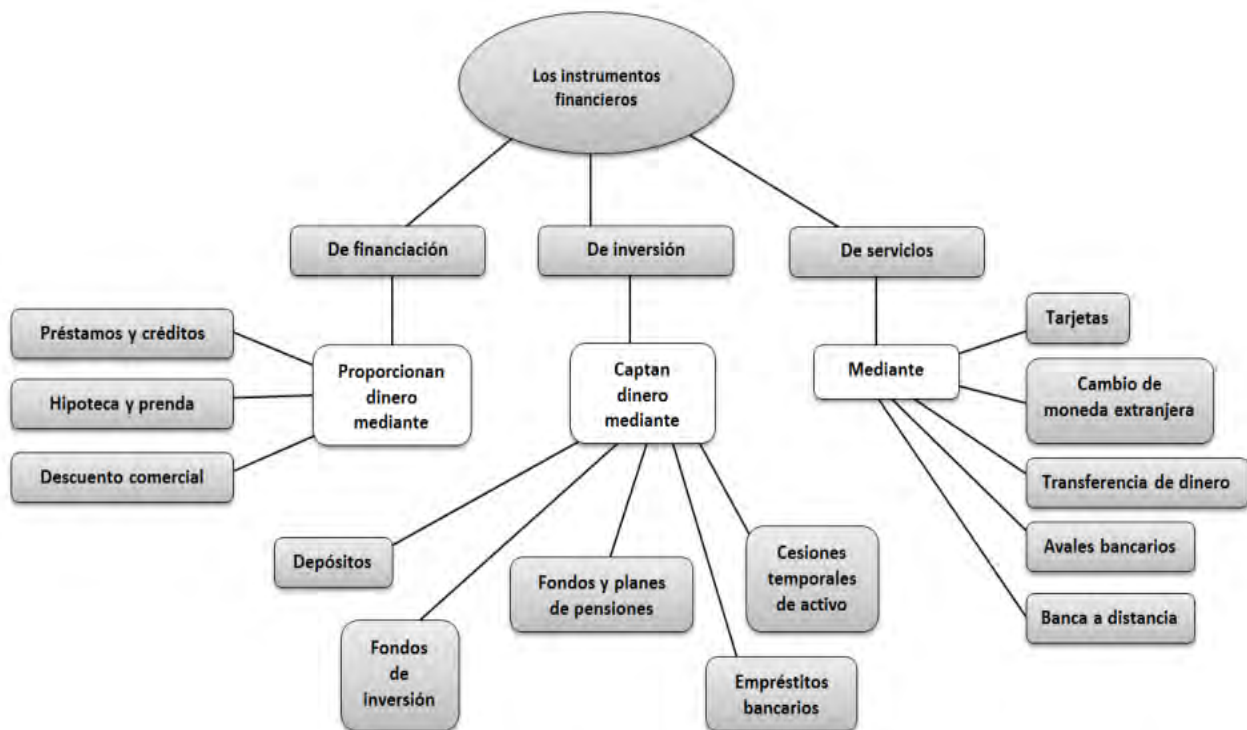 Los instrumentos
financieros
De financiación
De inversión
De servicios
Préstamos y créditos
Hipoteca y prenda
Descuento comercial
Proporcionan
dinero
mediante
Captan
dinero
mediante
Mediante
Tarjetas
Cambio de
moneda extranjera
Transferencia de dinero
Avales bancarios
Banca a distancia
Depósitos
Fondos
de
inversión
Fondos y planes
de pensiones
Empréstitos
bancarios
Cesiones
temporales
de activo